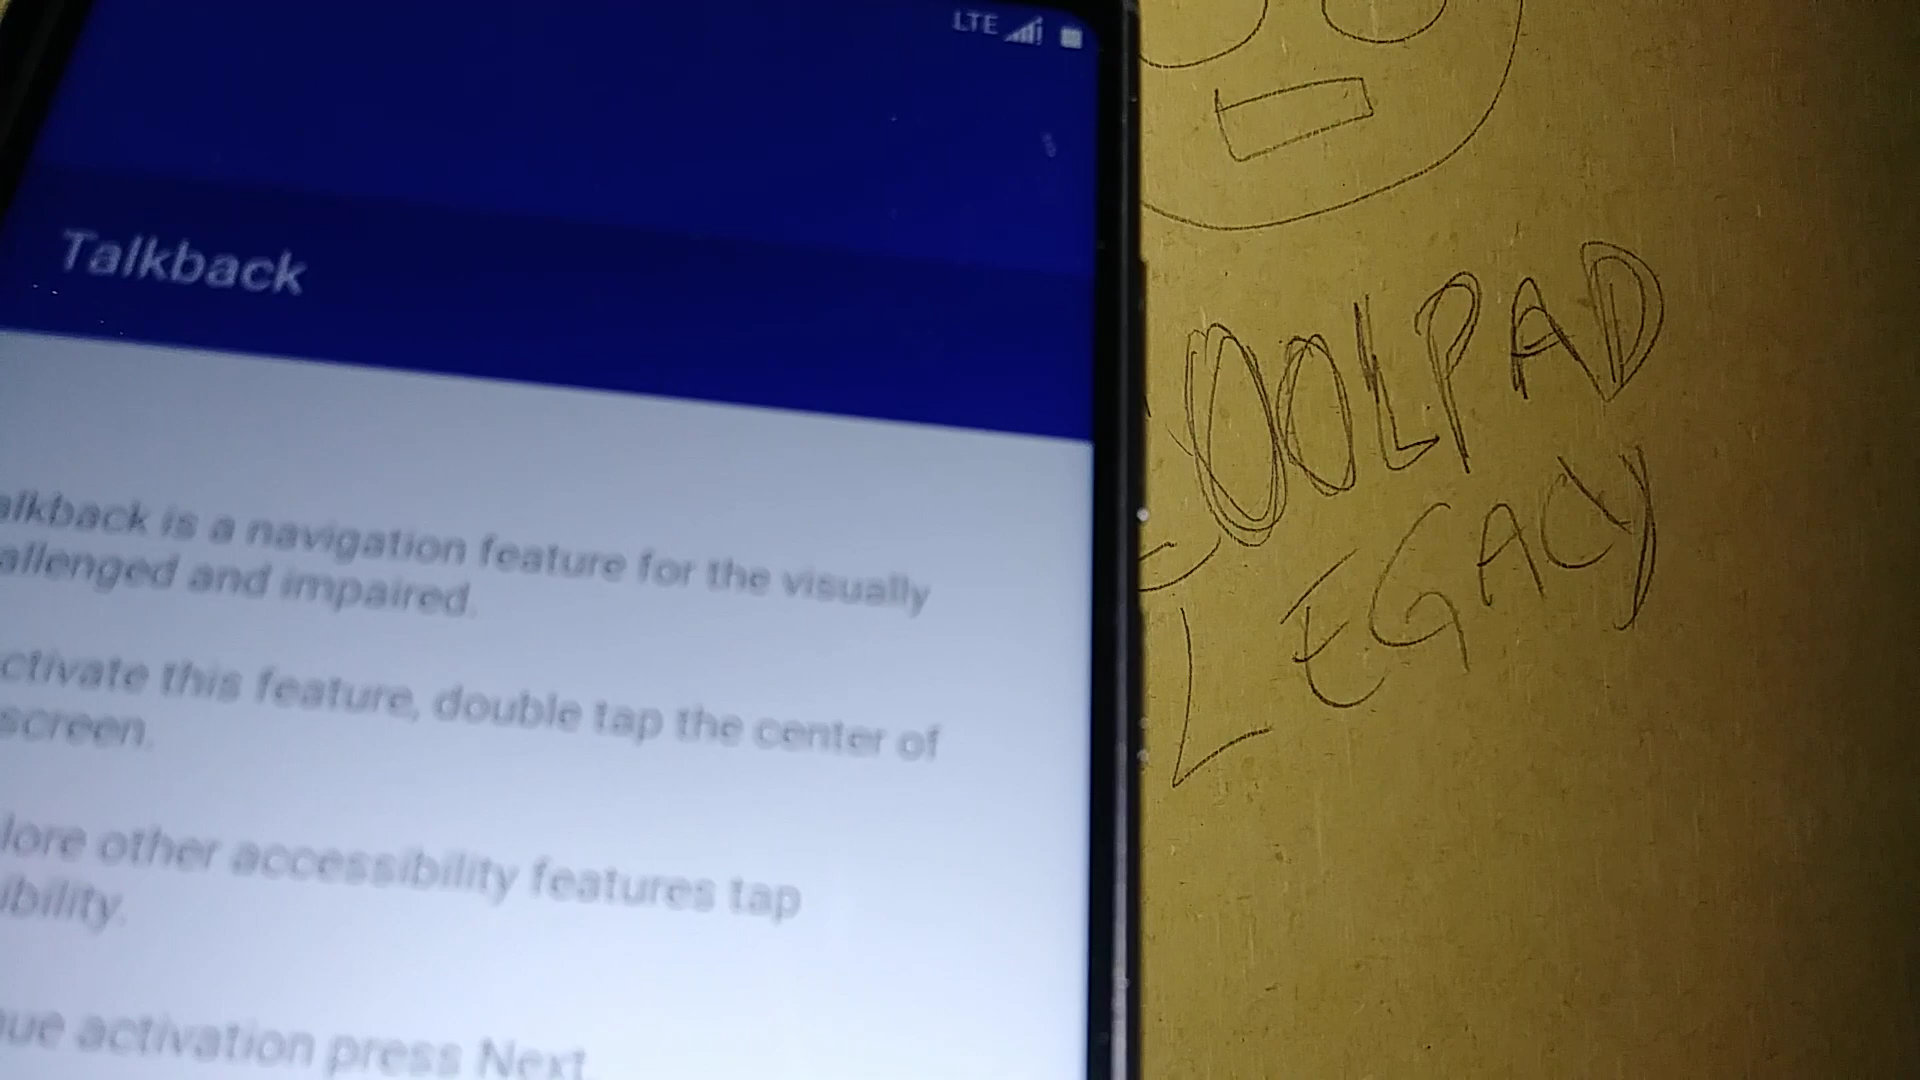 LTE
Talkback
alkback is a navigation feature for the visually
allenged and impaired.
ctivate this feature, double tap the center of
screen.
lore other accessibility features tap
ibility.
ue activation press Next
OOLPAD
LEGACY